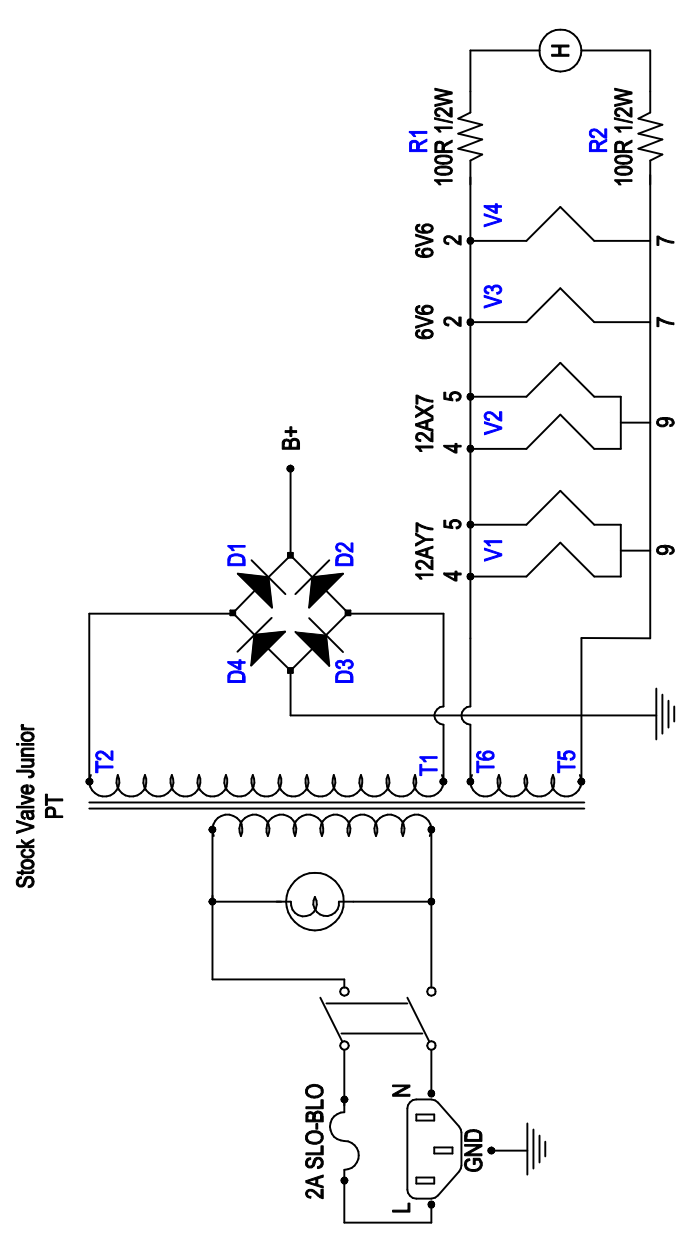 Stock Valve Junior
PT
2A SLO-BLO
L
N
GND
T2
T1
T6
T5
D4
D1
D3
D2
B+
12AY7
4
5
V1
9
12AX7
4
5
V2
9
6V6
2
V3
7
6V6
2
V4
7
R1
100R 1/2W
R2
100R 1/2W
H